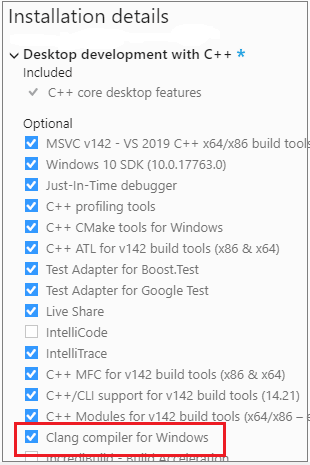 Installation details
Desktop development with C++ *
Included
C++ core desktop features
Optional
MSVC v142 - VS 2019 C++ x64/x86 build tools
Windows 10 SDK (10.0.17763.0)
Just-In-Time debugger
C++ profiling tools
C++ CMake tools for Windows
C++ ATL for v142 build tools (x86 & x64)
Test Adapter for Boost.Test
Test Adapter for Google Test
Live Share
IntelliCode
IntelliTrace
C++ MFC for v142 build tools (x86 & x64)
C++/CLI support for v142 build tools (14.21)
C++ Modules for v142 build tools (x64/x86 –
Clang compiler for Windows
IncrediBuild - Build Acceleration